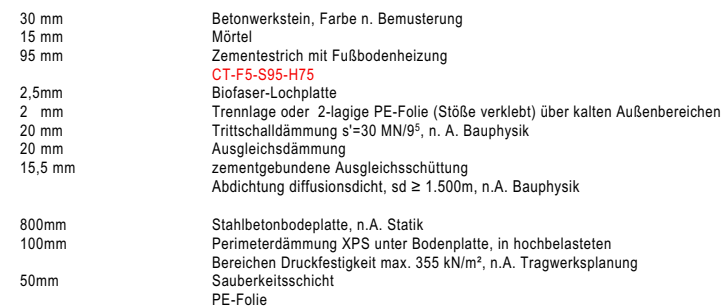 30 mm Betonwerkstein, Farbe n. Bemusterung
15 mm Mörtel
95 mm Zementestrich mit Fußbodenheizung
CT-F5-S95-H75
2,5mm Biofaser-Lochplatte
2 mm Trennlage oder 2-lagige PE-Folie (Stöße verklebt) über kalten Außenbereichen
20 mm Trittschalldämmung s'=30 MN/9⁵, n. A. Bauphysik
20 mm Ausgleichsdämmung
15,5 mm zementgebundene Ausgleichsschüttung
Abdichtung diffusionsdicht, sd ≥ 1.500m, n.A. Bauphysik
800mm Stahlbetonbodeplatte, n.A. Statik
100mm Perimeterdämmung XPS unter Bodenplatte, in hochbelasteten
Bereichen Druckfestigkeit max. 355 kN/m², n.A. Tragwerksplanung
50mm Sauberkeitsschicht
PE-Folie